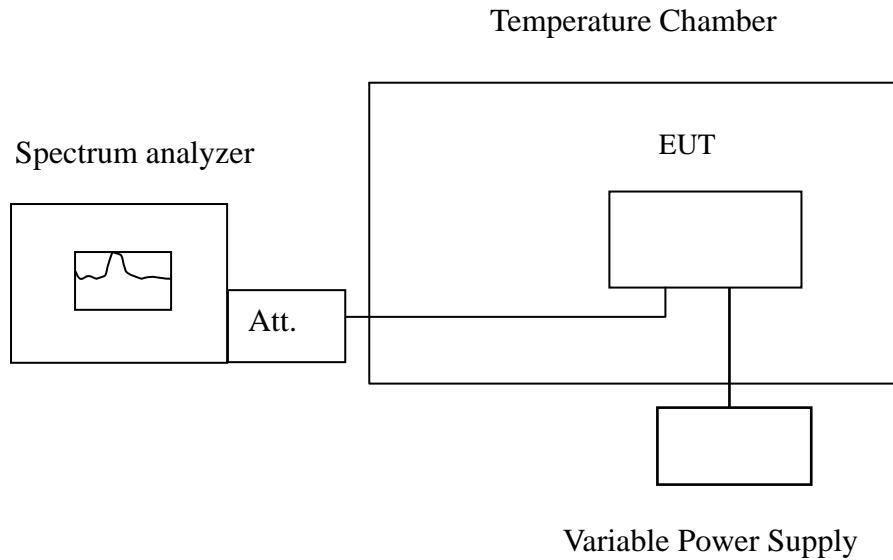 Temperature Chamber
Spectrum analyzer
EUT
Att.
Variable Power Supply